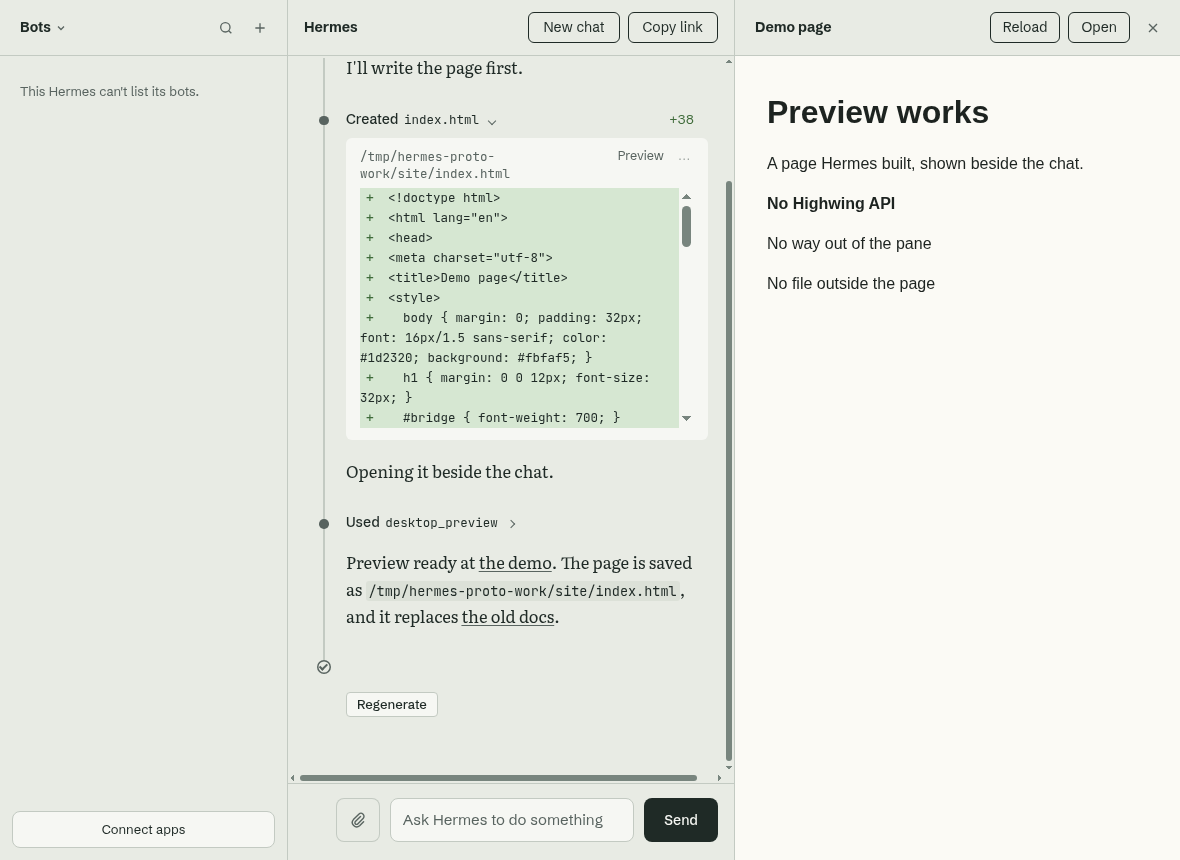 Bots
This Hermes can't list its bots.
Connect apps
Hermes
New chat
Copy link
I'll write the page first.
Created index.html
+38
/tmp/hermes-proto-
work/site/index.html
Preview
...
+ <!doctype html>
+ <html lang="en">
+ <head>
+ <meta charset="utf-8">
+ <title>Demo page</title>
+ <style>
+ body { margin: 0; padding: 32px;
font: 16px/1.5 sans-serif; color:
#1d2320; background: #fbfaf5; }
+ h1 { margin: 0 0 12px; font-size:
32px; }
+ #bridge { font-weight: 700; }
Opening it beside the chat.
Used desktop_preview
Preview ready at the demo. The page is saved
as /tmp/hermes-proto-work/site/index.html,
and it replaces the old docs.
Regenerate
Ask Hermes to do something
Send
Demo page
Reload
Open
Preview works
A page Hermes built, shown beside the chat.
No Highwing API
No way out of the pane
No file outside the page